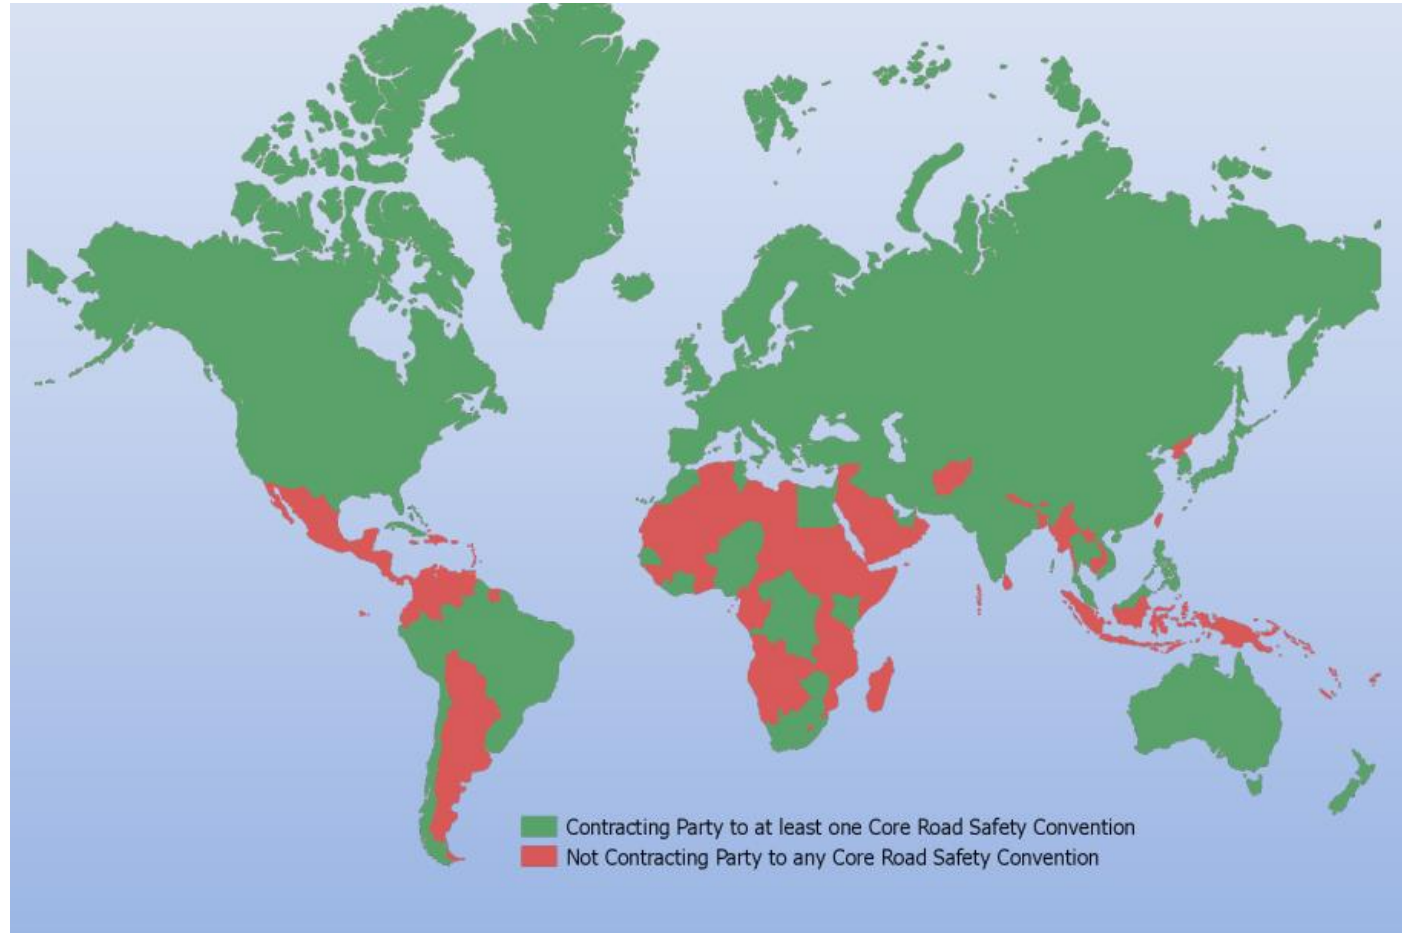 Contracting Party to at least one Core Road Safety Convention
Not Contracting Party to any Core Road Safety Convention